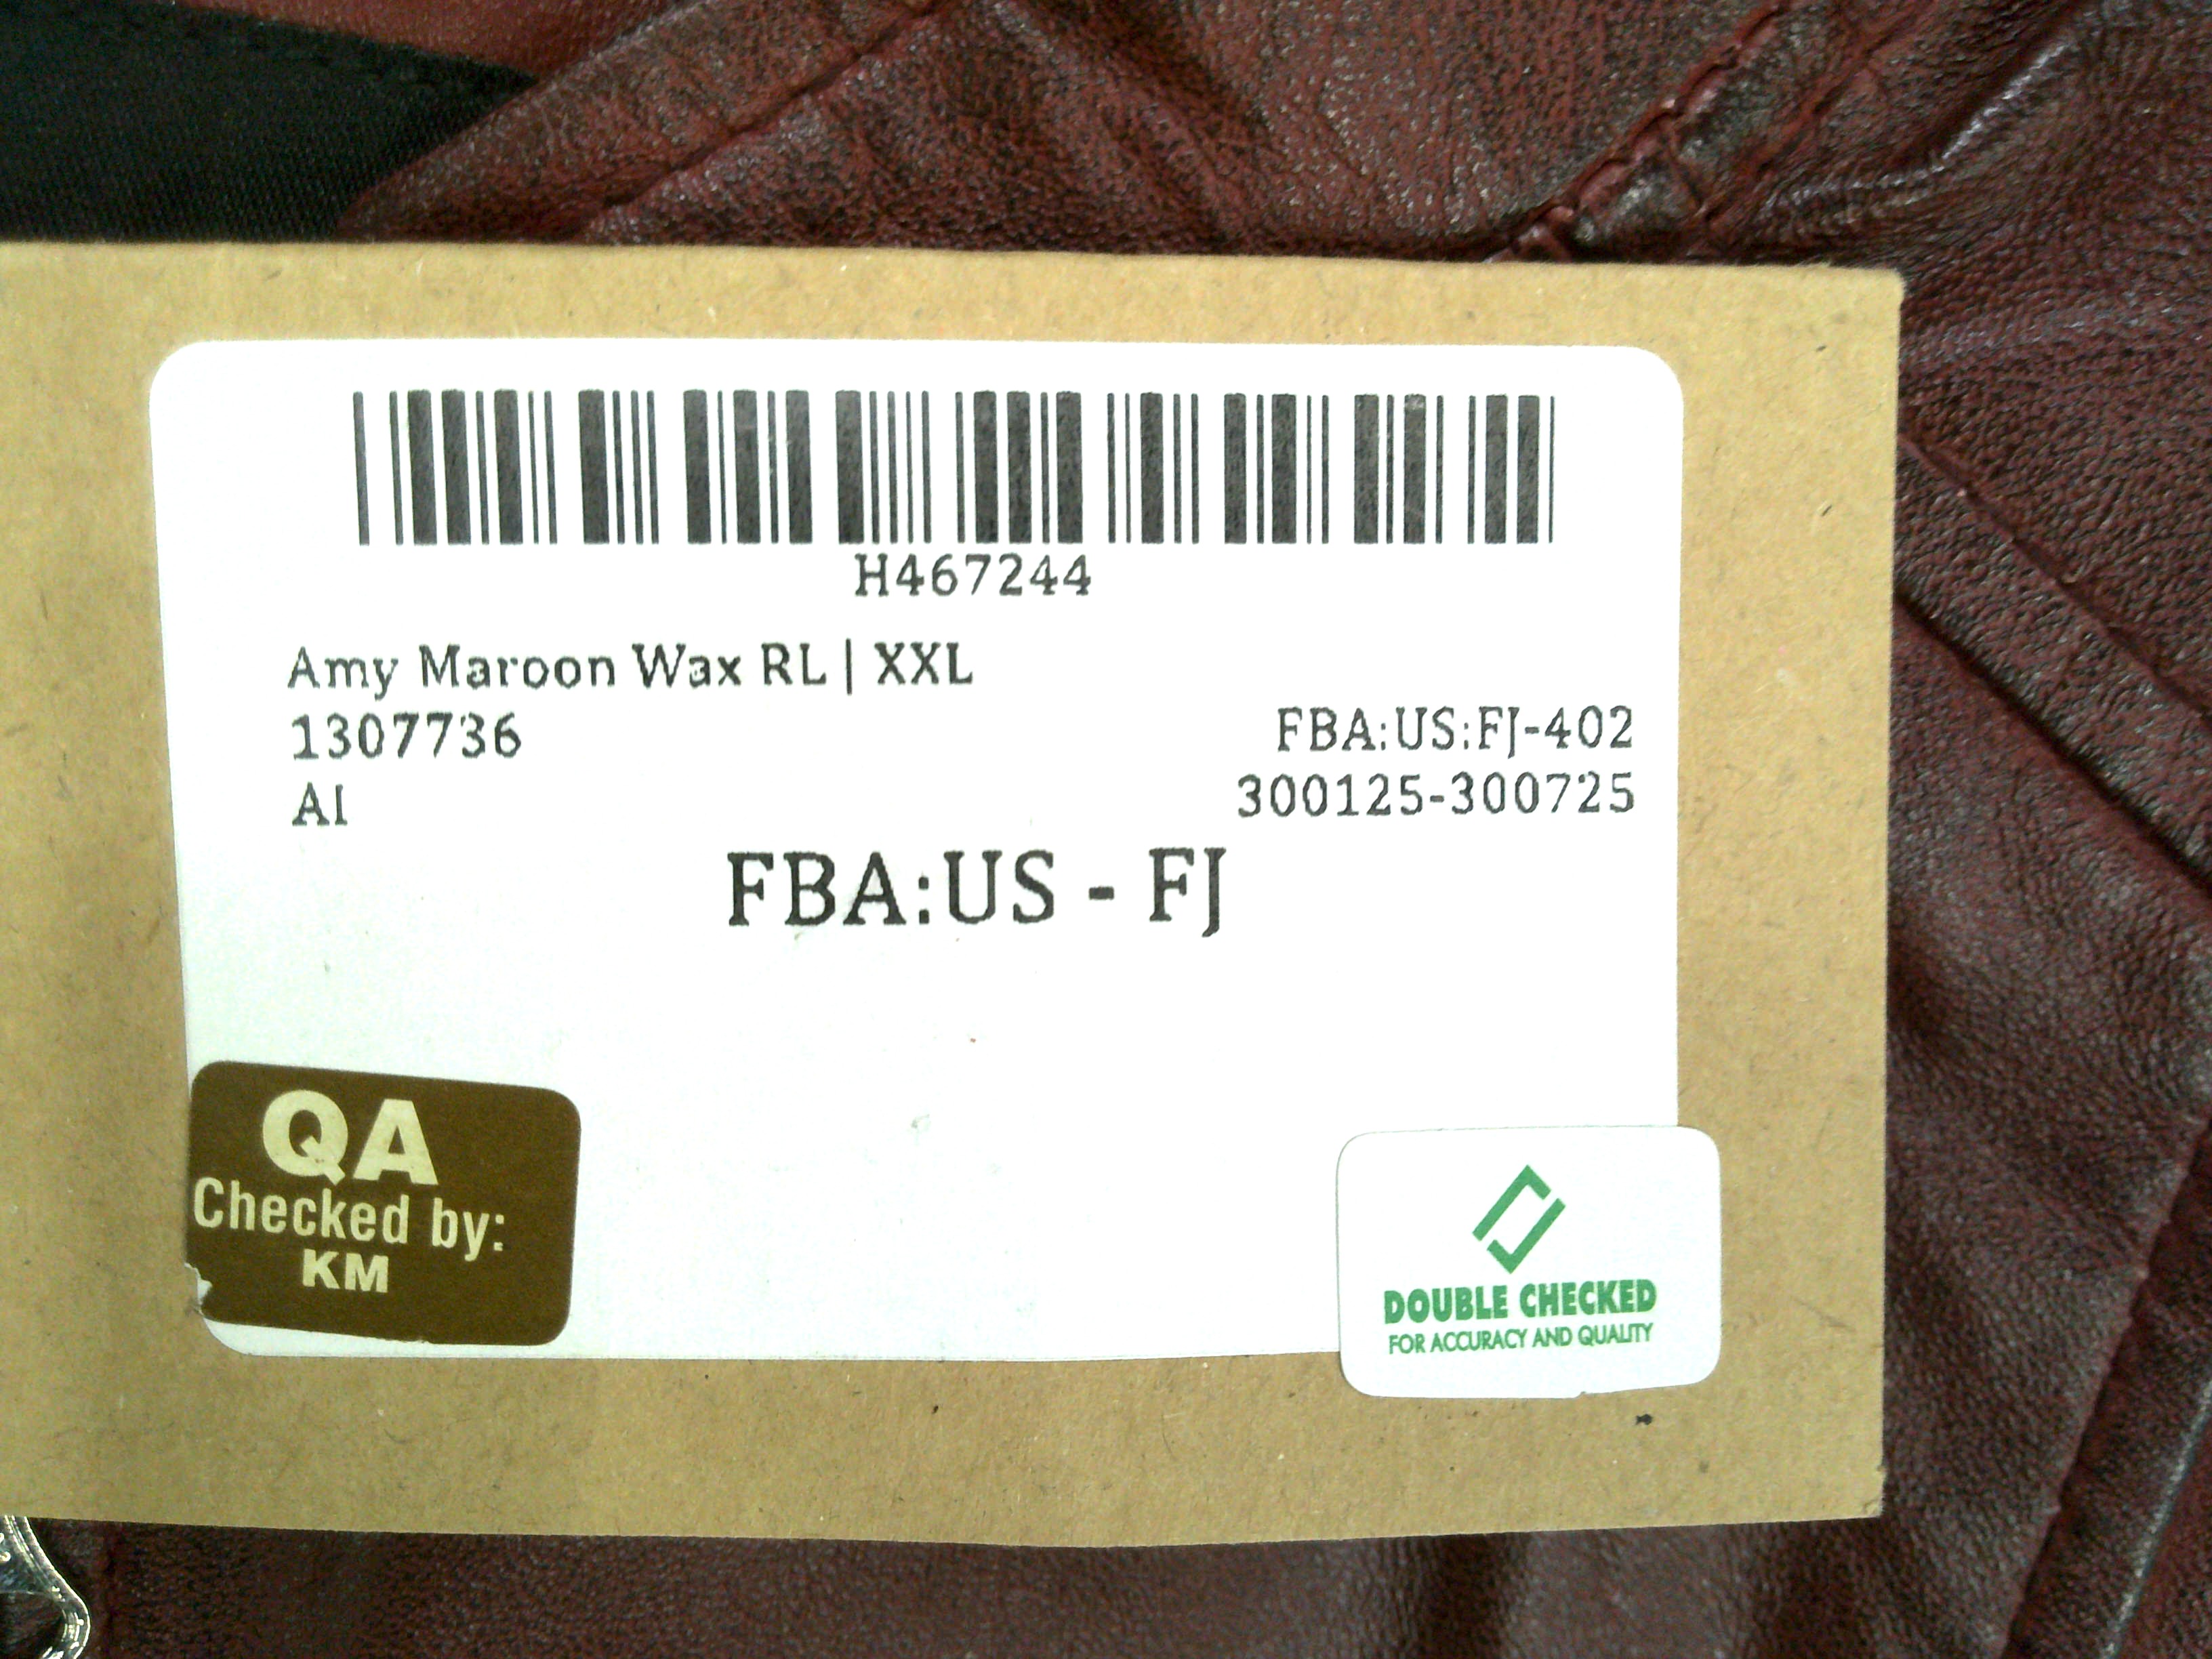 H467244
Amy Maroon Wax RL | XXL
1307736
FBA:US:FJ-402
AI
300125-300725
FBA:US - FJ
QA
Checked by:
KM
DOUBLE CHECKED
FOR ACCURACY AND QUALITY